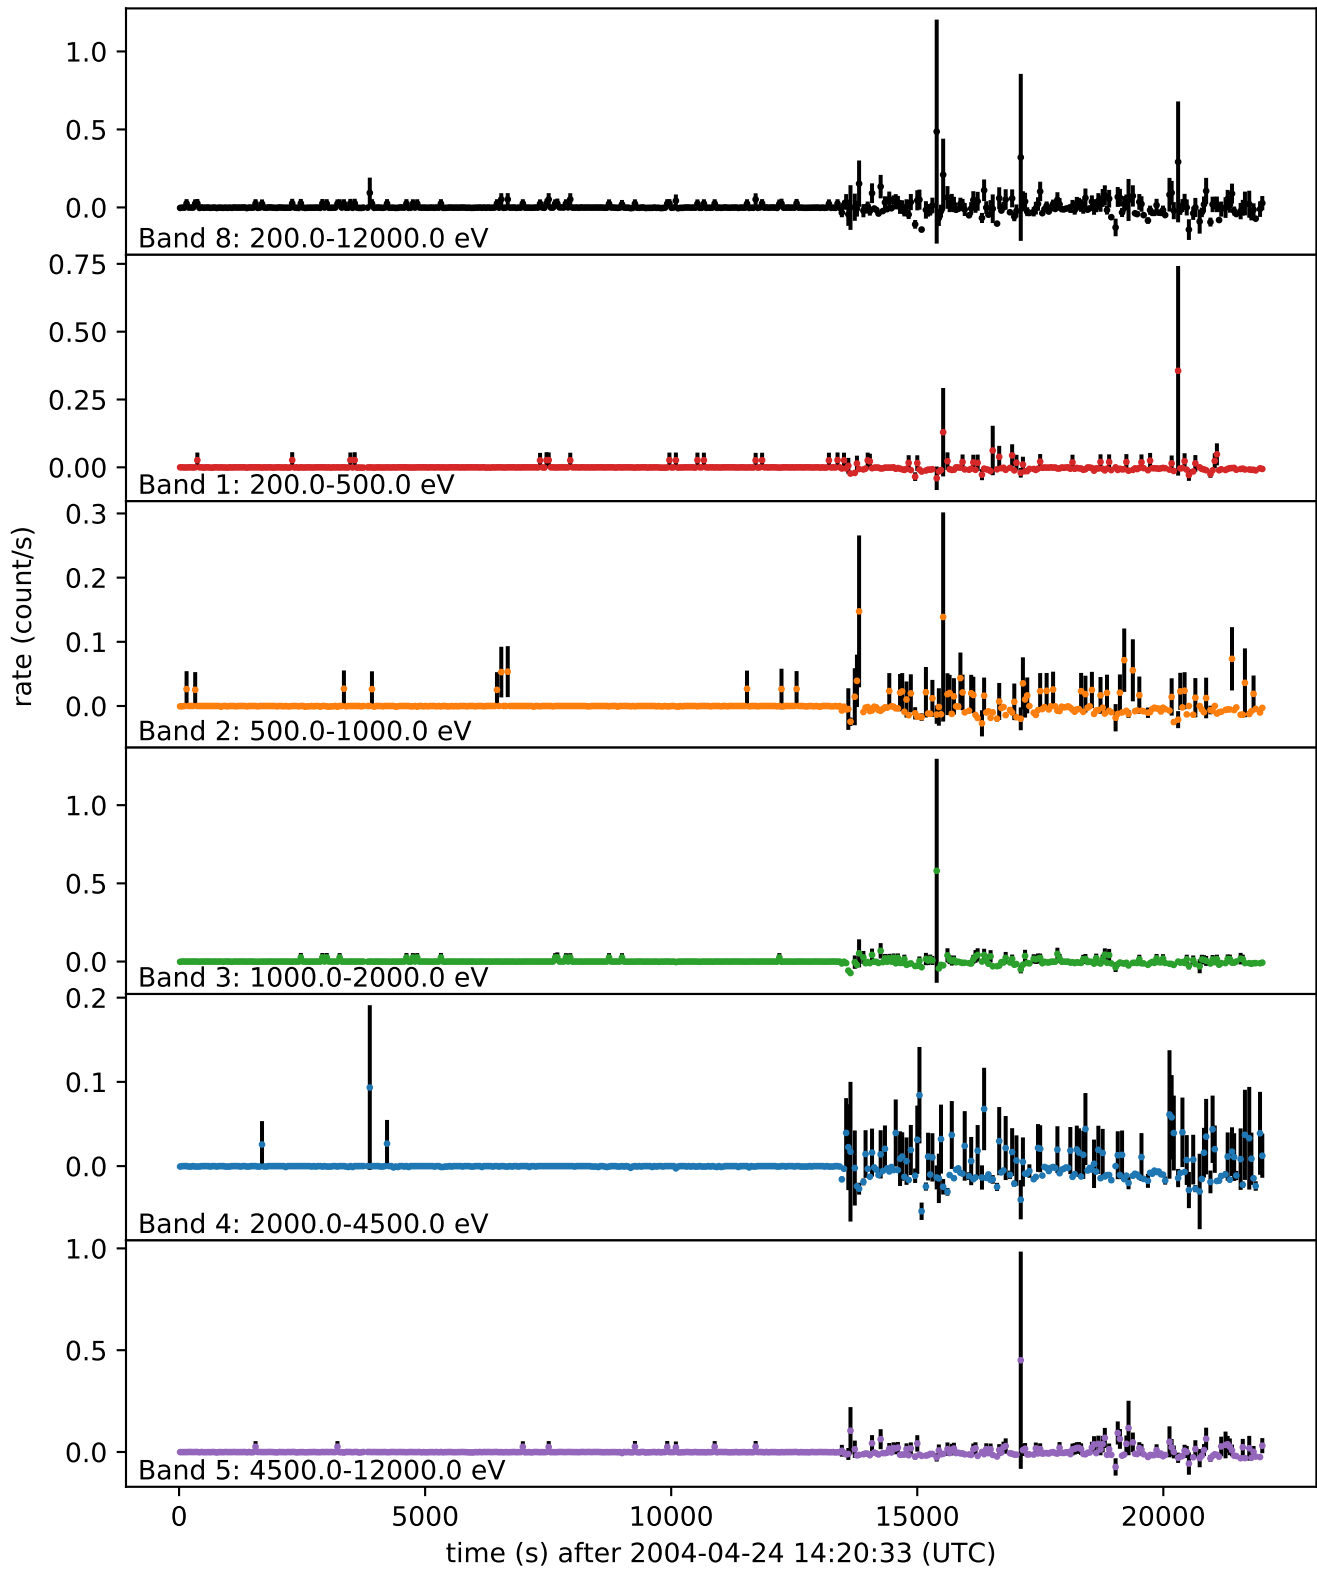 1.0
0.5
0.0
Band 8: 200.0-12000.0 eV
0.75
0.50
0.25
0.00
Band 1: 200.0-500.0 eV
0.3
0.2
0.1
0.0
Band 2: 500.0-1000.0 eV
rate (count/s)
1.0
0.5
0.0
Band 3: 1000.0-2000.0 eV
0.2
0.1
0.0
Band 4: 2000.0-4500.0 eV
1.0
0.5
0.0
Band 5: 4500.0-12000.0 eV
0 5000 10000 15000 20000
time (s) after 2004-04-24 14:20:33 (UTC)